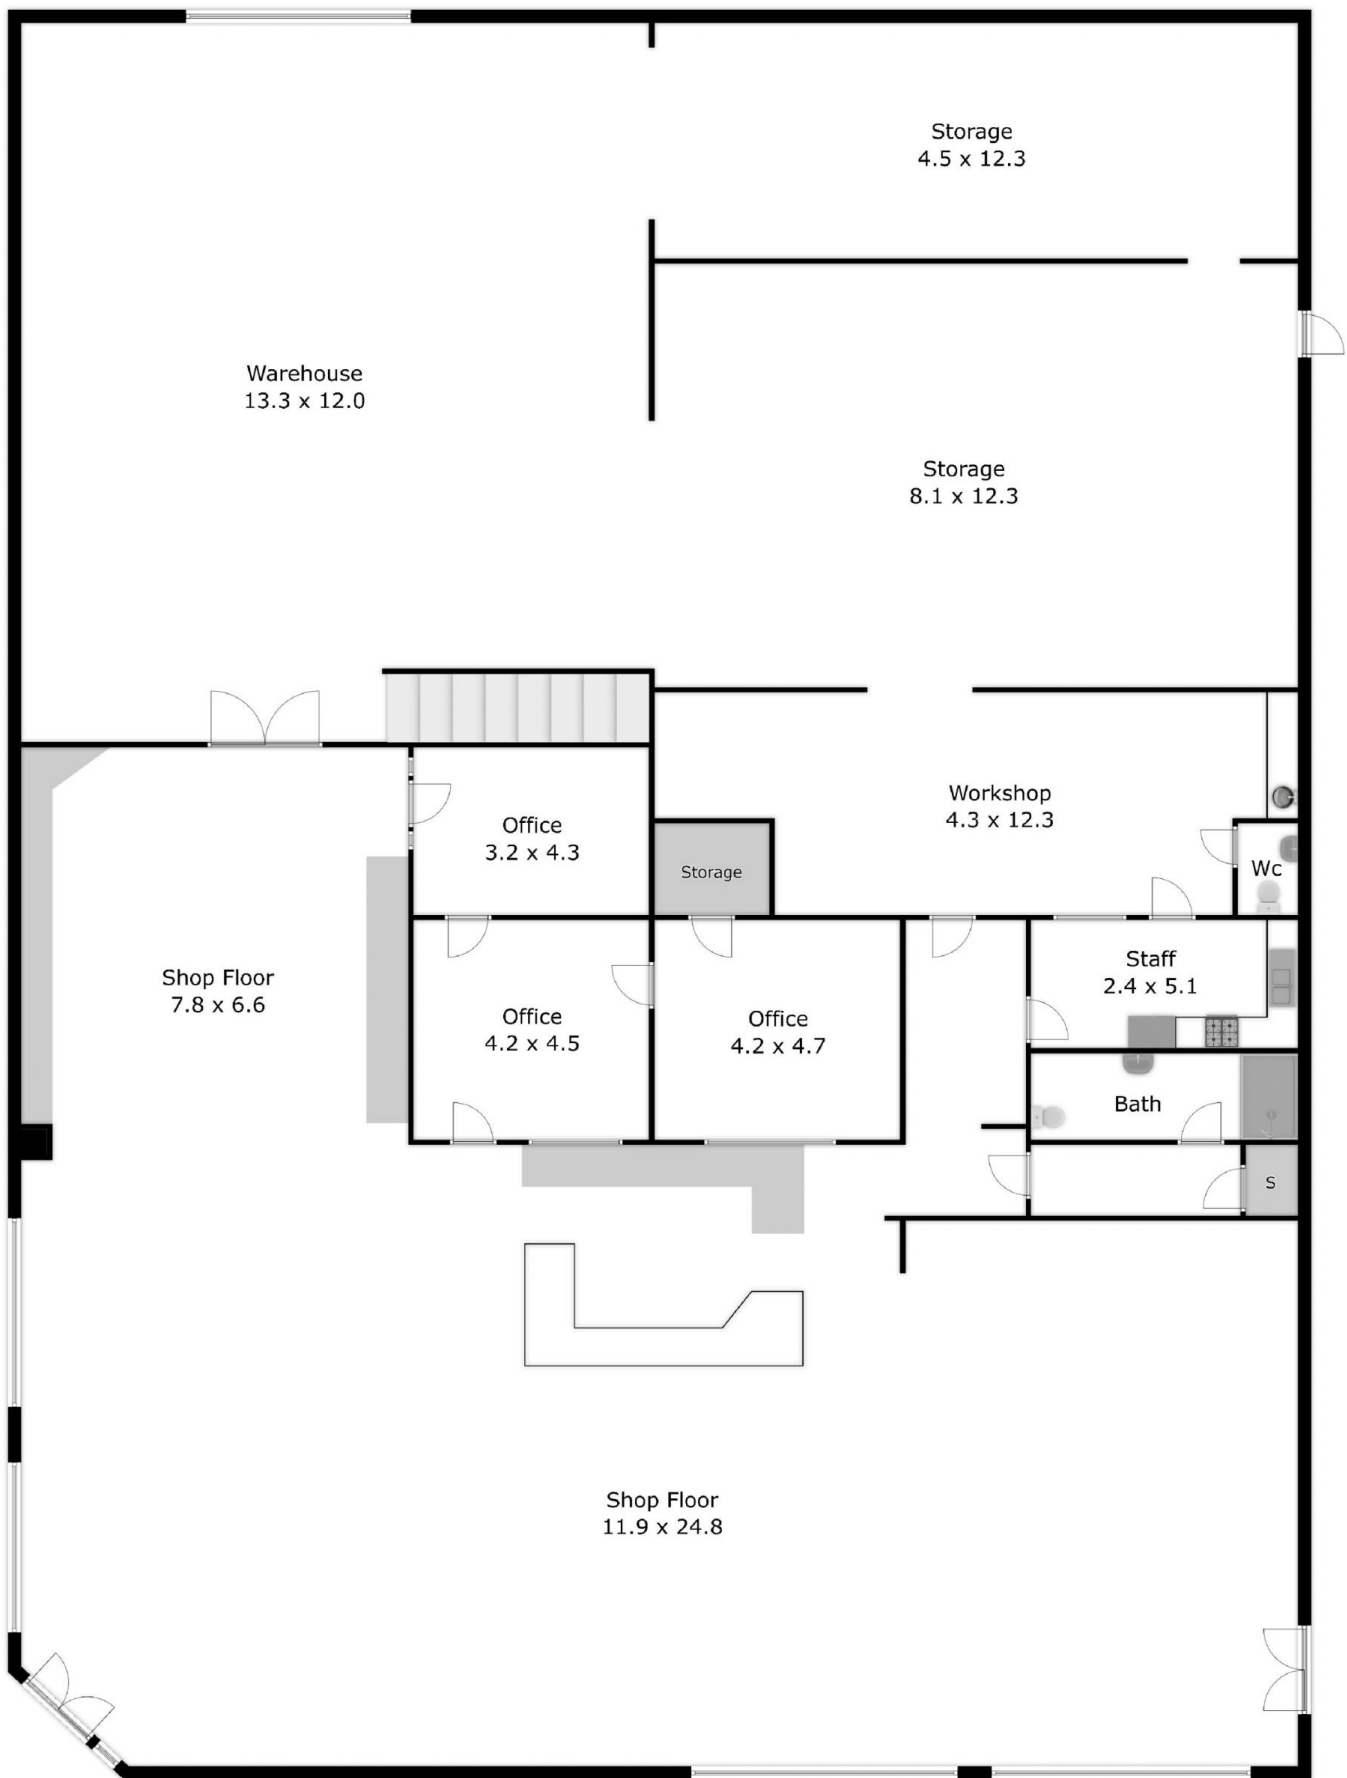 Storage
4.5 x 12.3
Warehouse
13.3 x 12.0
Storage
8.1 x 12.3
Workshop
4.3 x 12.3
Office
3.2 x 4.3
Storage
Wc
Shop Floor
7.8 x 6.6
Office
4.2 x 4.5
Office
4.2 x 4.7
Staff
2.4 x 5.1
Bath
S
Shop Floor
11.9 x 24.8